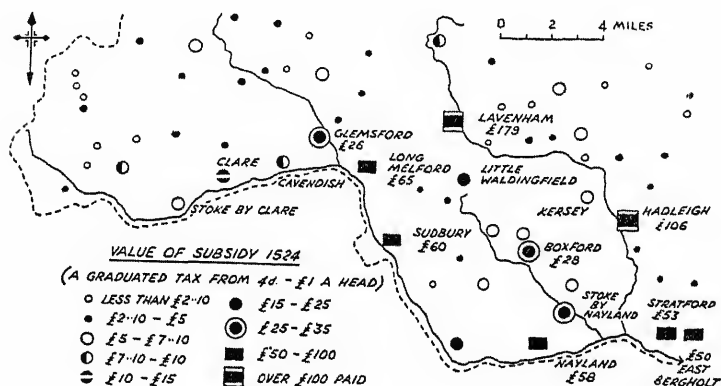 0 2 4 MILES
LAVENHAM
£179
GLEMSFORD
£26
CLARE
LONG
MELFORD
£65
LITTLE
WALDINGFIELD
CAVENDISH
STOKE BY CLARE
KERSEY
HADLEIGH
£106
SUDBURY
£60
BOXFORD
£28
STOKE
BY
NAYLAND
STRATFORD
£53
£50
EAST
BERGHOLT
NAYLAND
£58
VALUE OF SUBSIDY 1524
(A GRADUATED TAX FROM 4d. – £1 A HEAD)
LESS THAN £2··10
£2··10 – £5
£5 – £7··10
£7··10 – £10
£10 – £15
£15 – £25
£25 – £35
£50 – £100
OVER £100 PAID